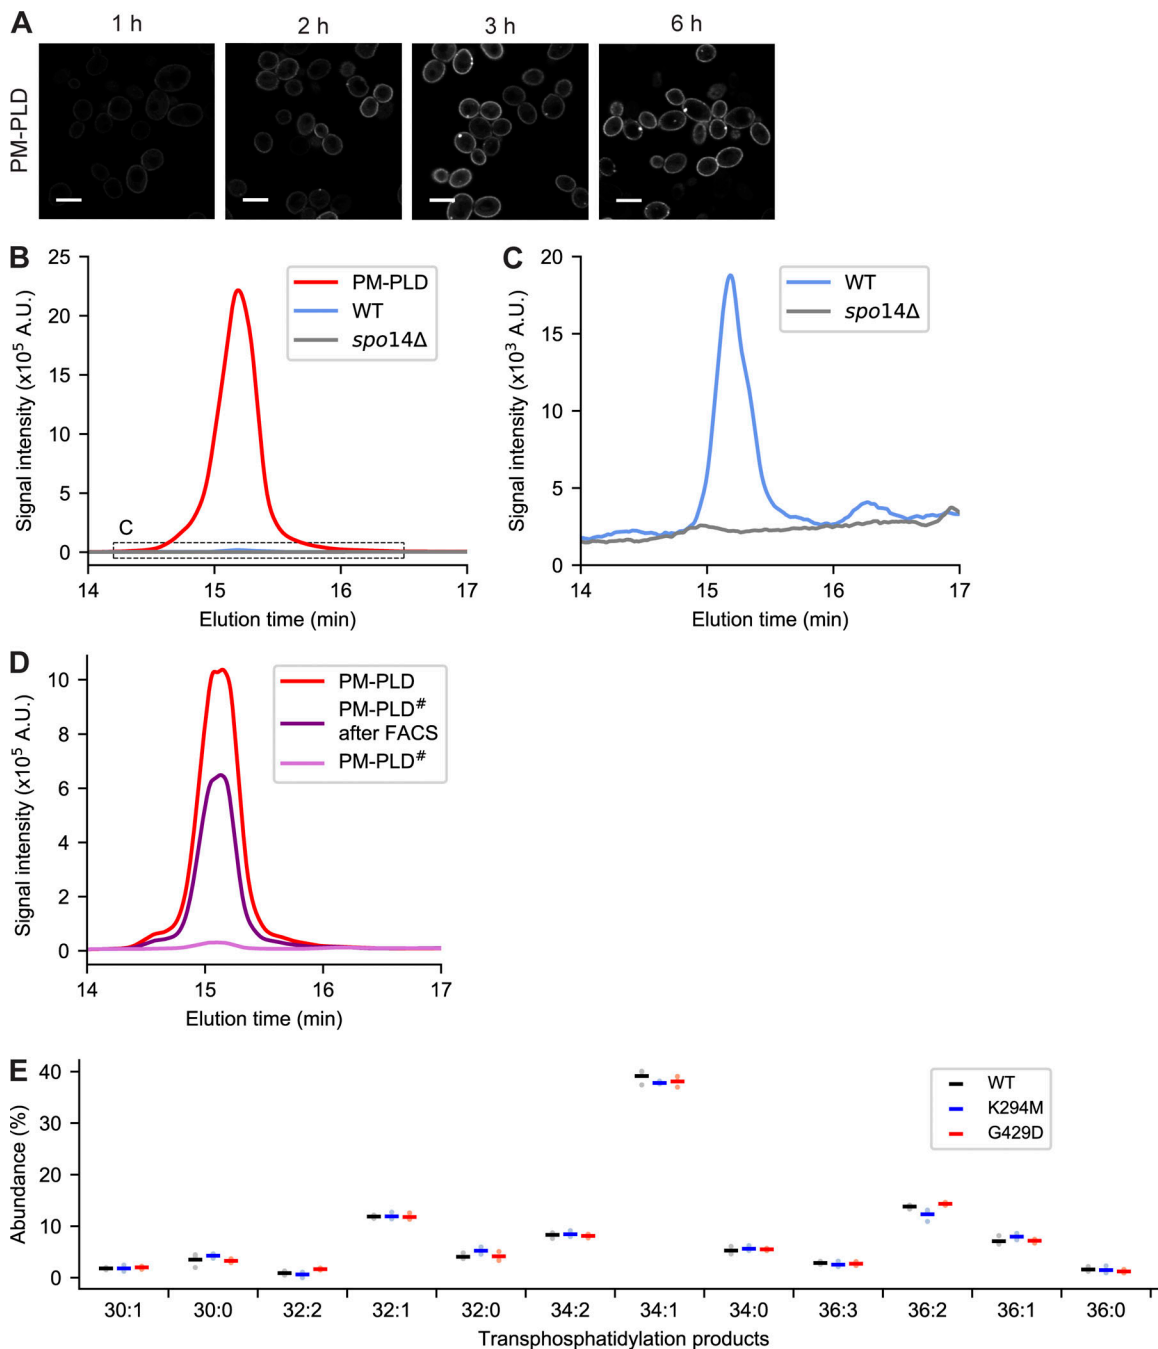 A
1 h
2 h
3 h
6 h
PM-PLD
B
25
20
15
10
5
0
Signal intensity (x10⁵ A.U.)
PM-PLD
WT
spo14Δ
C
14
15
16
17
Elution time (min)
C
20
15
10
5
0
Signal intensity (x10³ A.U.)
WT
spo14Δ
14
15
16
17
Elution time (min)
D
10
8
6
4
2
0
Signal intensity (x10⁵ A.U.)
PM-PLD
PM-PLD#
after FACS
PM-PLD#
14
15
16
17
Elution time (min)
E
40
30
20
10
0
Abundance (%)
WT
K294M
G429D
30:1
30:0
32:2
32:1
32:0
34:2
34:1
34:0
36:3
36:2
36:1
36:0
Transphosphatidylation products